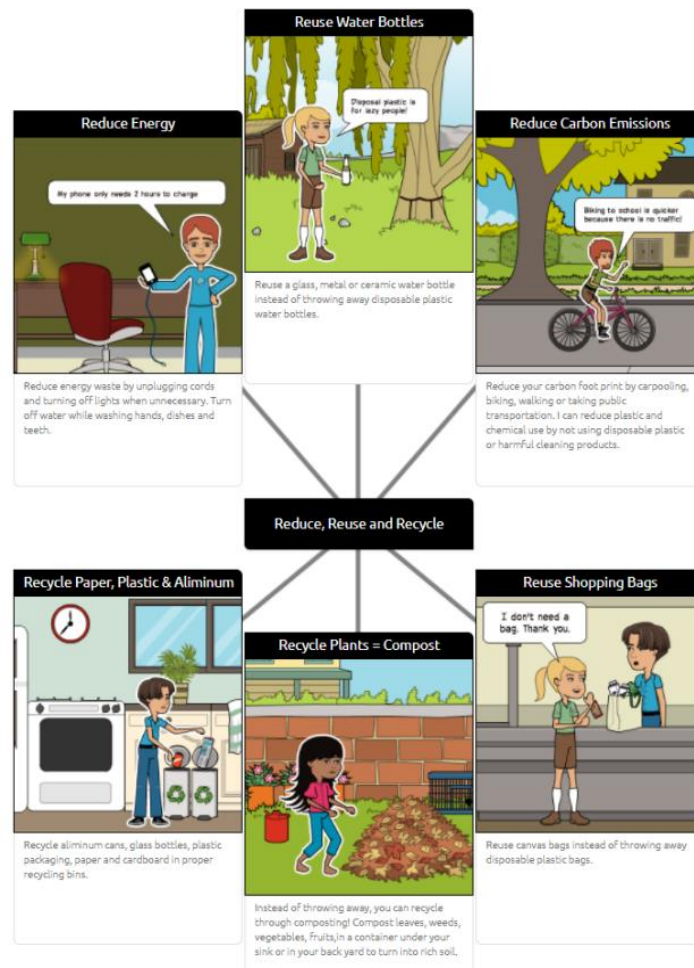 Reuse Water Bottles
Disposal plastic is
for lazy people!
Reuse a glass, metal or ceramic water bottle
instead of throwing away disposable plastic
water bottles.
Reduce Energy
My phone only needs 2 hours to charge
Reduce energy waste by unplugging cords
and turning off lights when unnecessary. Turn
off water while washing hands, dishes and
teeth.
Reduce Carbon Emissions
Biking to school is quicker
because there is no traffic!
Reduce your carbon foot print by carpooling,
biking, walking or taking public
transportation. I can reduce plastic and
chemical use by not using disposable plastic
or harmful cleaning products.
Reduce, Reuse and Recycle
Recycle Paper, Plastic & Aliminum
Recycle aliminum cans, glass bottles, plastic
packaging, paper and cardboard in proper
recycling bins.
Recycle Plants = Compost
Instead of throwing away, you can recycle
through composting! Compost leaves, weeds,
vegetables, fruits,in a container under your
sink or in your back yard to turn into rich soil.
Reuse Shopping Bags
I don't need a
bag. Thank you.
Reuse canvas bags instead of throwing away
disposable plastic bags.